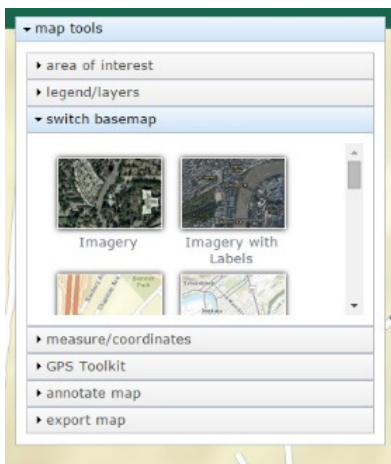 map tools
area of interest
legend/layers
switch basemap
Imagery
Imagery with
Labels
measure/coordinates
GPS Toolkit
annotate map
export map